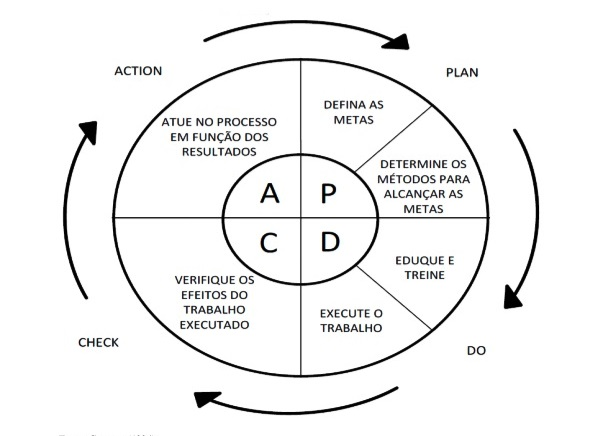 ACTION
PLAN
ATUE NO PROCESSO
EM FUNÇÃO DOS
RESULTADOS
DEFINA AS
METAS
DETERMINE OS
MÉTODOS PARA
ALCANÇAR AS
METAS
A
P
C
D
EDUQUE E
TREINE
VERIFIQUE OS
EFEITOS DO
TRABALHO
EXECUTADO
EXECUTE O
TRABALHO
CHECK
DO